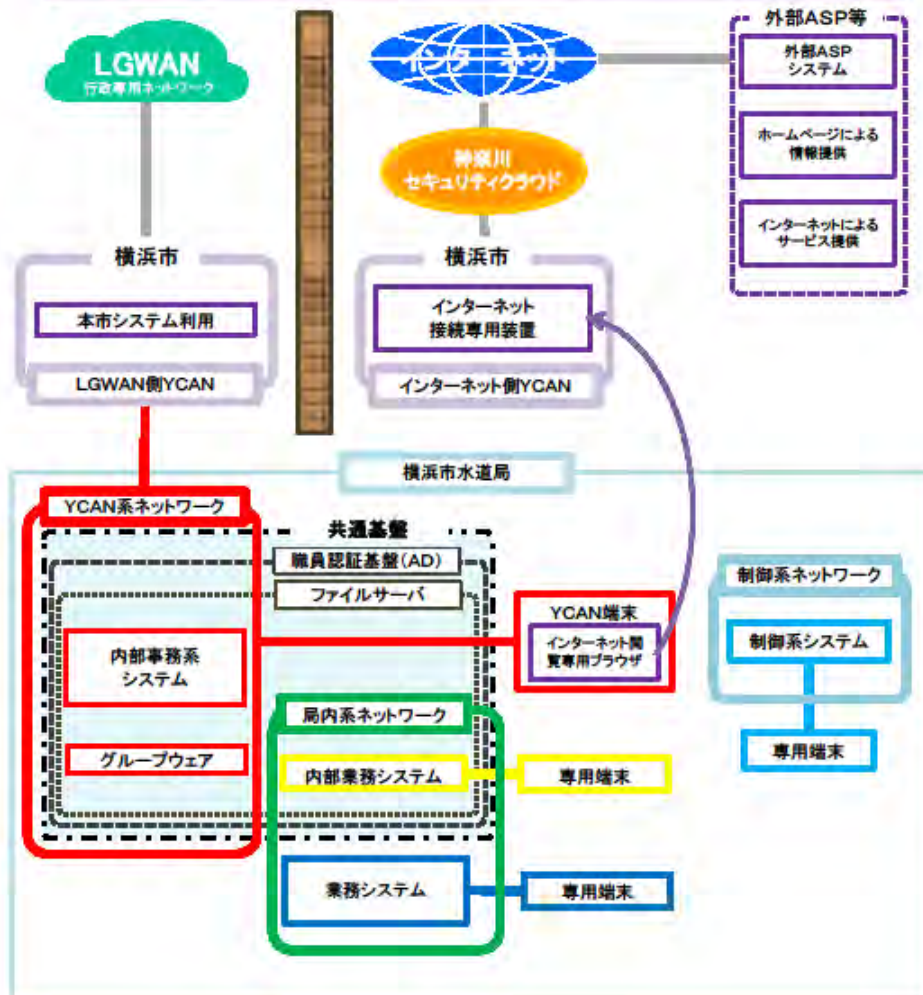 LGWAN
行政専用ネットワーク
インターネット
神奈川
セキュリティクラウド
外部ASP等
外部ASP
システム
ホームページによる
情報提供
インターネットによる
サービス提供
横浜市
本市システム利用
LGWAN側YCAN
横浜市
インターネット
接続専用装置
インターネット側YCAN
横浜市水道局
YCAN系ネットワーク
共通基盤
職員認証基盤(AD)
ファイルサーバ
内部事務系
システム
グループウェア
YCAN端末
インターネット閲
覧専用ブラウザ
制御系ネットワーク
制御系システム
専用端末
局内系ネットワーク
内部業務システム
専用端末
業務システム
専用端末